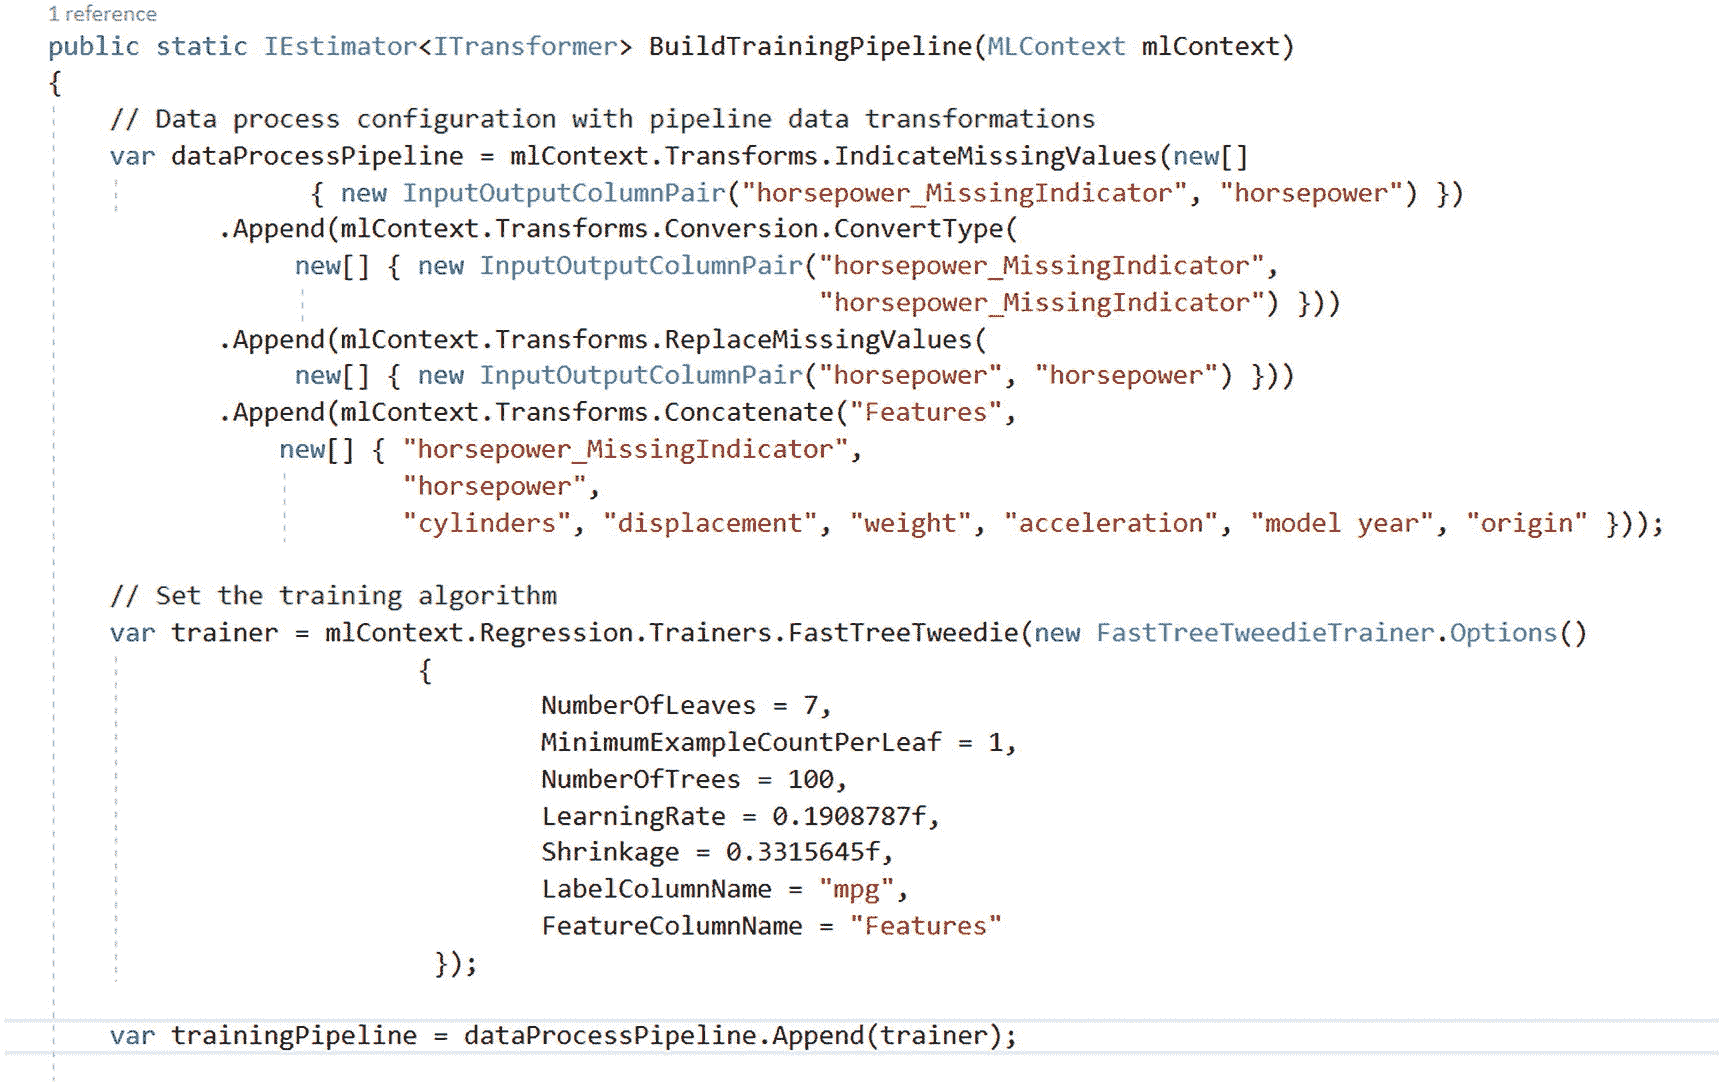 1 reference
public static IEstimator<ITransformer> BuildTrainingPipeline(MLContext mlContext)
{
// Data process configuration with pipeline data transformations
var dataProcessPipeline = mlContext.Transforms.IndicateMissingValues(new[]
{ new InputOutputColumnPair("horsepower_MissingIndicator", "horsepower") })
.Append(mlContext.Transforms.Conversion.ConvertType(
new[] { new InputOutputColumnPair("horsepower_MissingIndicator",
"horsepower_MissingIndicator") }))
.Append(mlContext.Transforms.ReplaceMissingValues(
new[] { new InputOutputColumnPair("horsepower", "horsepower") }))
.Append(mlContext.Transforms.Concatenate("Features",
new[] { "horsepower_MissingIndicator",
"horsepower",
"cylinders", "displacement", "weight", "acceleration", "model year", "origin" }));
// Set the training algorithm
var trainer = mlContext.Regression.Trainers.FastTreeTweedie(new FastTreeTweedieTrainer.Options()
{
NumberOfLeaves = 7,
MinimumExampleCountPerLeaf = 1,
NumberOfTrees = 100,
LearningRate = 0.1908787f,
Shrinkage = 0.3315645f,
LabelColumnName = "mpg",
FeatureColumnName = "Features"
});
var trainingPipeline = dataProcessPipeline.Append(trainer);